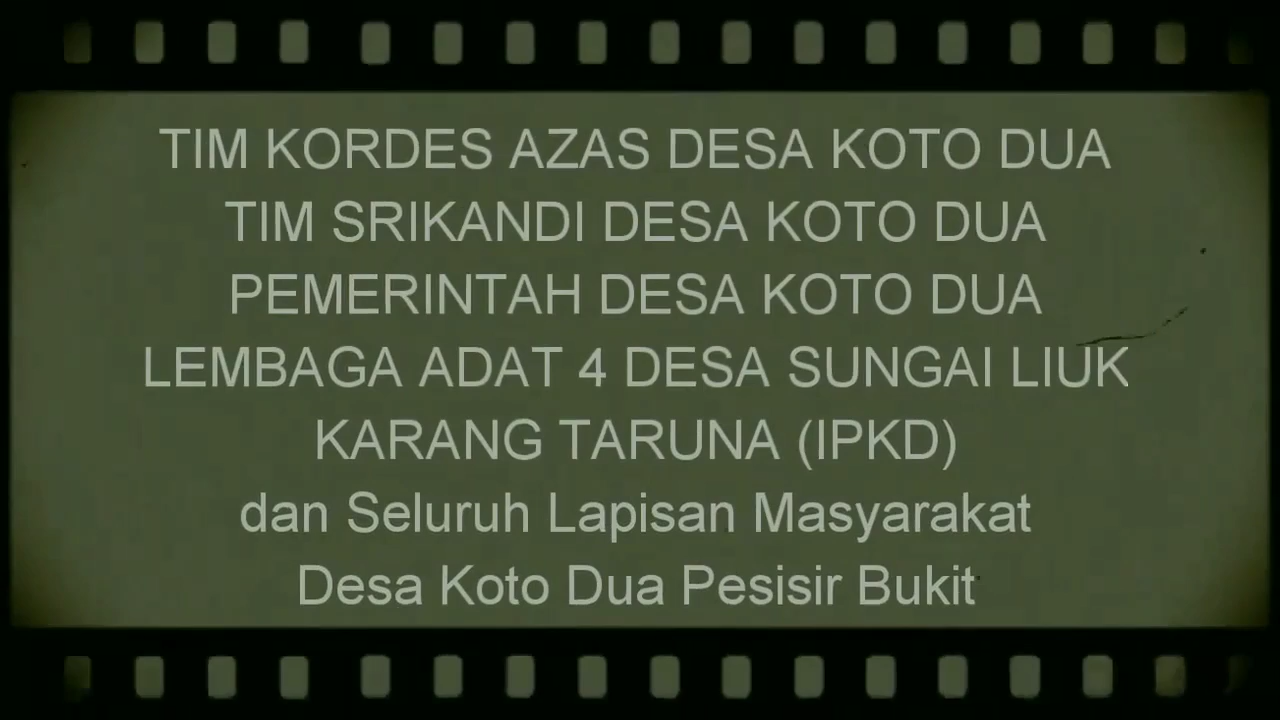 TIM KORDES AZAS DESA KOTO DUA
TIM SRIKANDI DESA KOTO DUA
PEMERINTAH DESA KOTO DUA
LEMBAGA ADAT 4 DESA SUNGAI LIUK
KARANG TARUNA (IPKD)
dan Seluruh Lapisan Masyarakat
Desa Koto Dua Pesisir Bukit